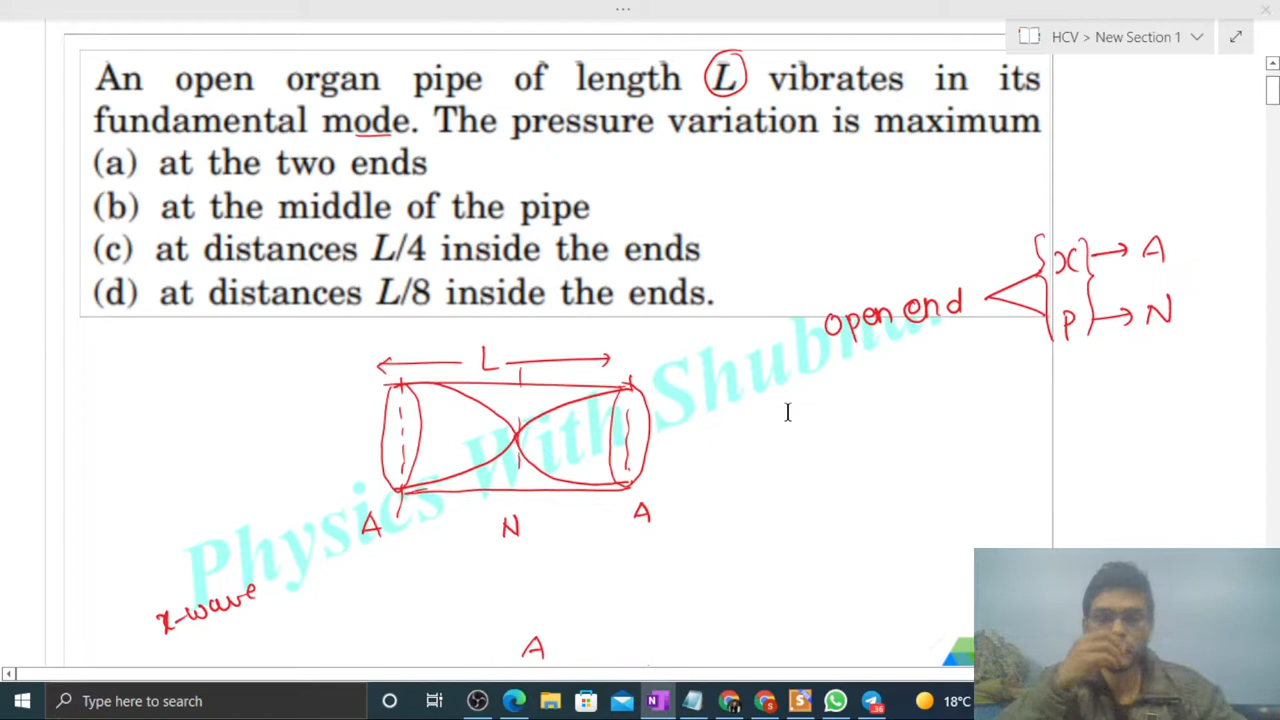 ...
HCV > New Section 1
An open organ pipe of length L vibrates in its
fundamental mode. The pressure variation is maximum
(a) at the two ends
(b) at the middle of the pipe
(c) at distances L/4 inside the ends
(d) at distances L/8 inside the ends.
open end
x → A
p → N
L
A N A
x-wave
A
Physics With Shubham
Type here to search
36
18°C